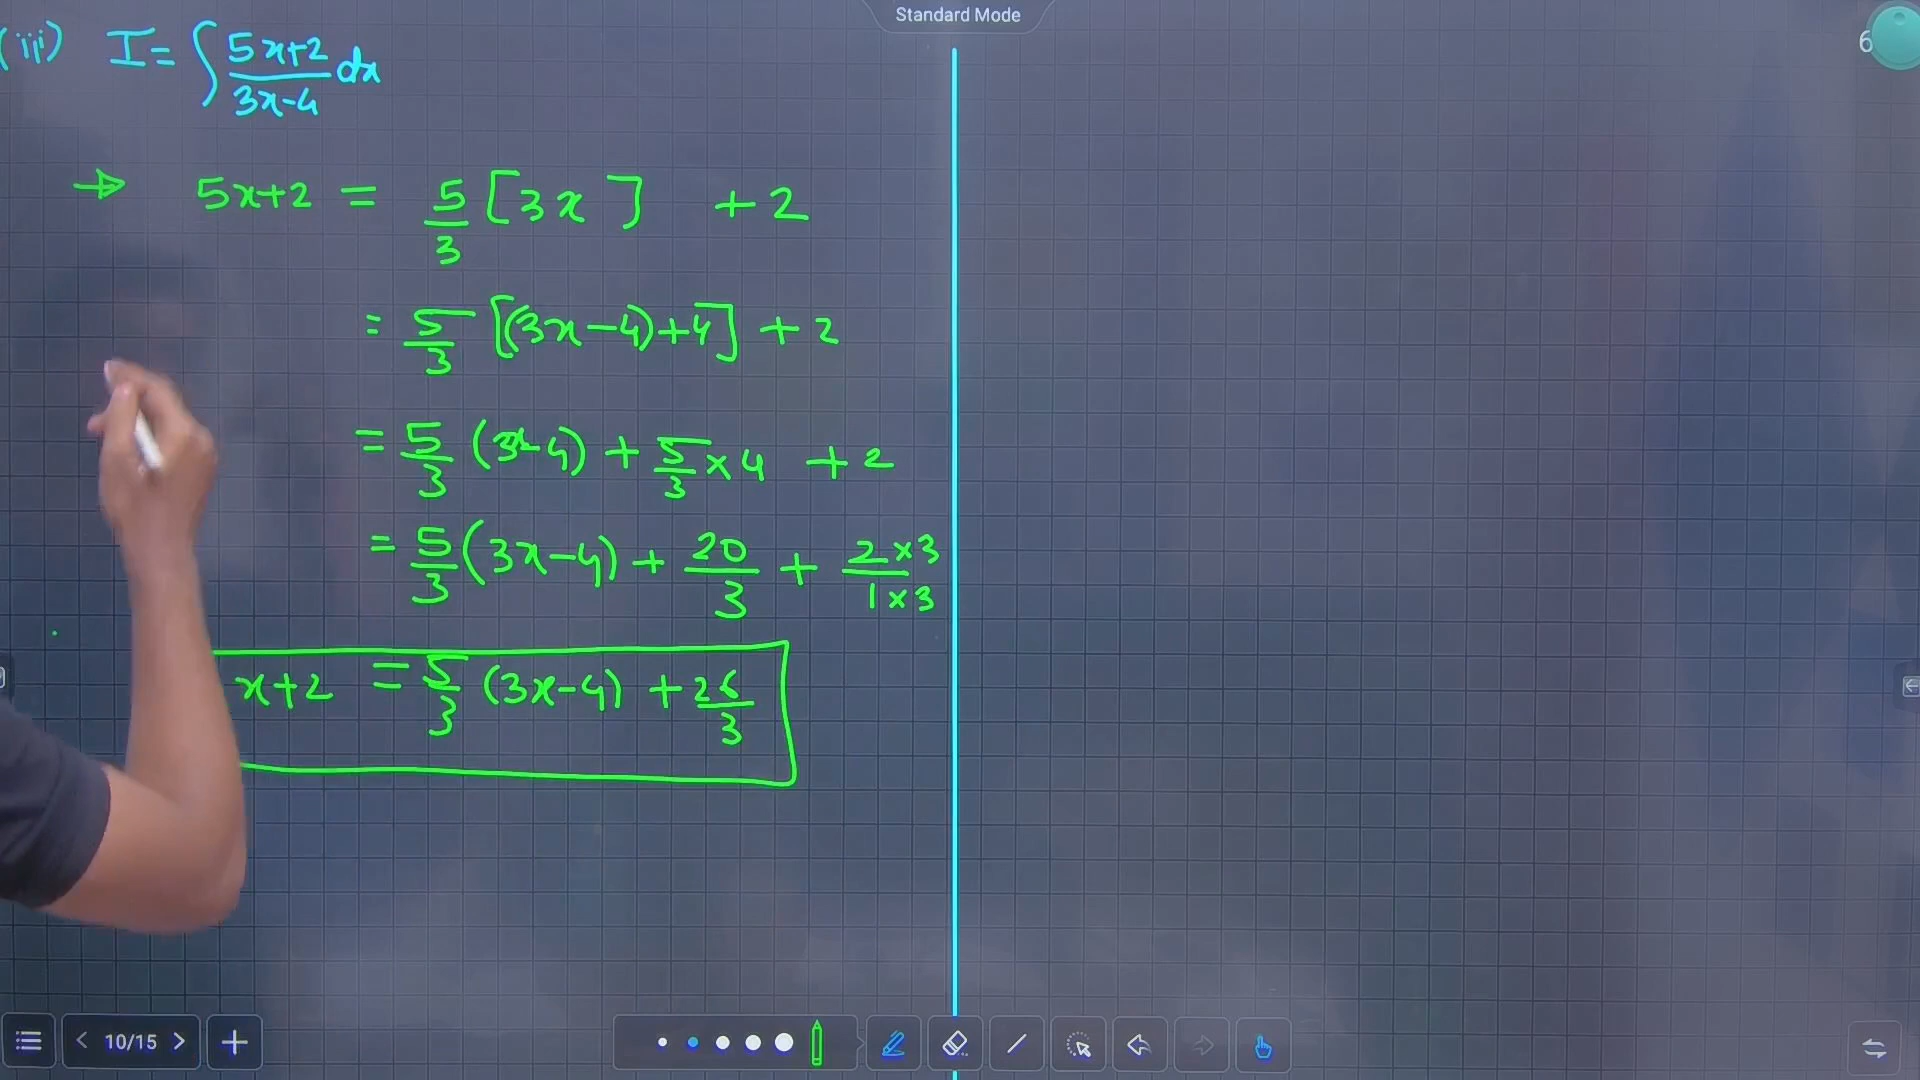 Standard Mode
6
(iii) I = ∫ (5x+2)/(3x-4) dx
→ 5x+2 = 5/3 [3x ] +2
= 5/3 [(3x-4)+4] +2
= 5/3 (3x-4) + 5/3 × 4 + 2
= 5/3 (3x-4) + 20/3 + (2×3)/(1×3)
x+2 = 5/3 (3x-4) + 26/3
10/15